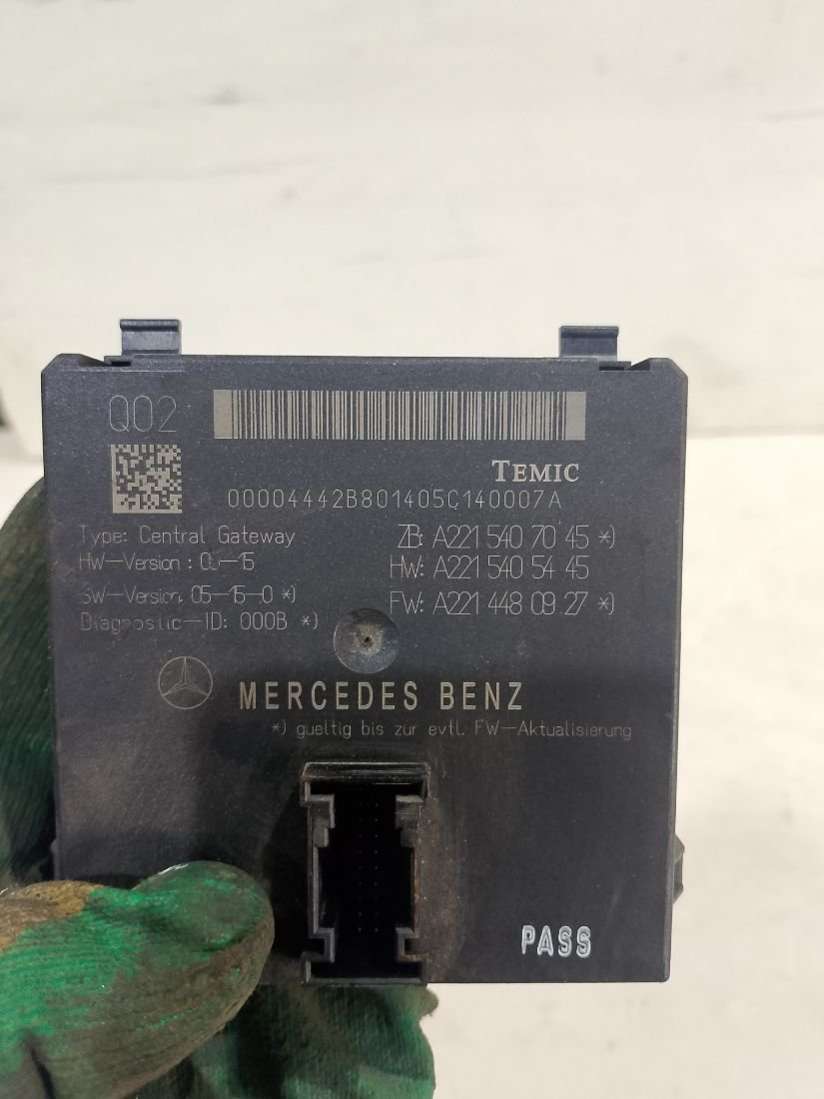 Q02
TEMIC
00004442B801405C140007A
Type: Central Gateway
ZB: A221 540 70 45 *)
HW-Version: 05-15
HW: A221 540 54 45
SW-Version: 05-15-0 *)
FW: A221 448 09 27 *)
Diagnostic-ID: 000B *)
MERCEDES BENZ
*) gueltig bis zur evtl. FW-Aktualisierung
PASS